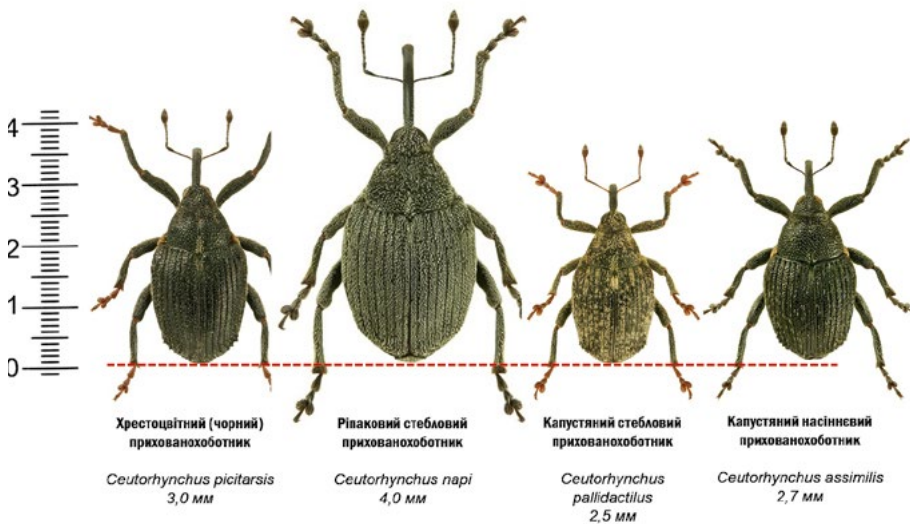 4
3
2
1
0
Хрестоцвітний (чорний)
прихованохоботник
Ceutorhynchus picitarsis
3,0 мм
Ріпаковий стебловий
прихованохоботник
Ceutorhynchus napi
4,0 мм
Капустяний стебловий
прихованохоботник
Ceutorhynchus
pallidactilus
2,5 мм
Капустяний насіннєвий
прихованохоботник
Ceutorhynchus assimilis
2,7 мм